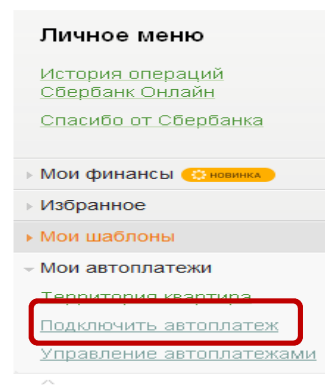 Личное меню
История операций
Сбербанк Онлайн
Спасибо от Сбербанка
Мои финансы новинка
Избранное
Мои шаблоны
Мои автоплатежи
Территория квартира
Подключить автоплатеж
Управление автоплатежами